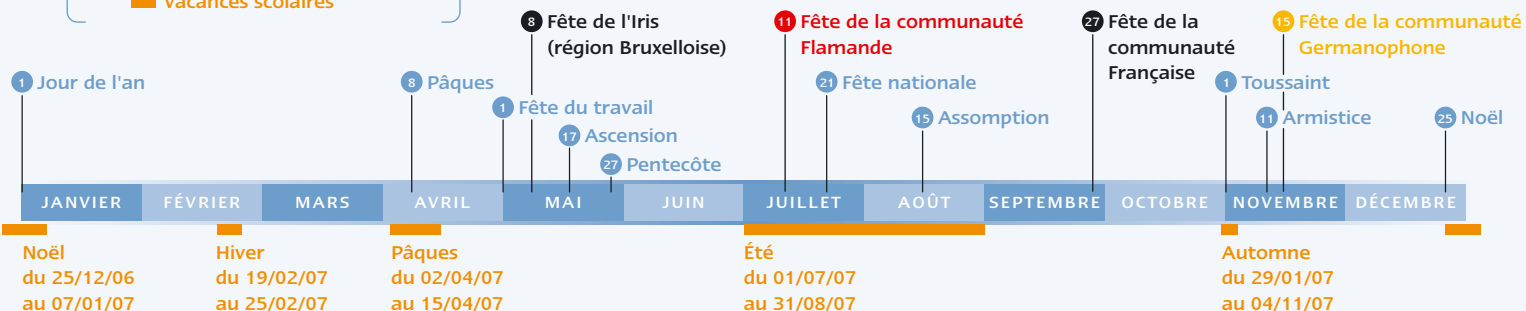 Vacances scolaires
8 Fête de l'Iris
(région Bruxelloise)
11 Fête de la communauté
Flamande
27 Fête de la
communauté
Française
15 Fête de la communauté
Germanophone
1 Jour de l'an
8 Pâques
1 Fête du travail
17 Ascension
27 Pentecôte
21 Fête nationale
15 Assomption
1 Toussaint
11 Armistice
25 Noël
JANVIER FÉVRIER MARS AVRIL MAI JUIN JUILLET AOÛT SEPTEMBRE OCTOBRE NOVEMBRE DÉCEMBRE
Noël
du 25/12/06
au 07/01/07
Hiver
du 19/02/07
au 25/02/07
Pâques
du 02/04/07
au 15/04/07
Été
du 01/07/07
au 31/08/07
Automne
du 29/01/07
au 04/11/07